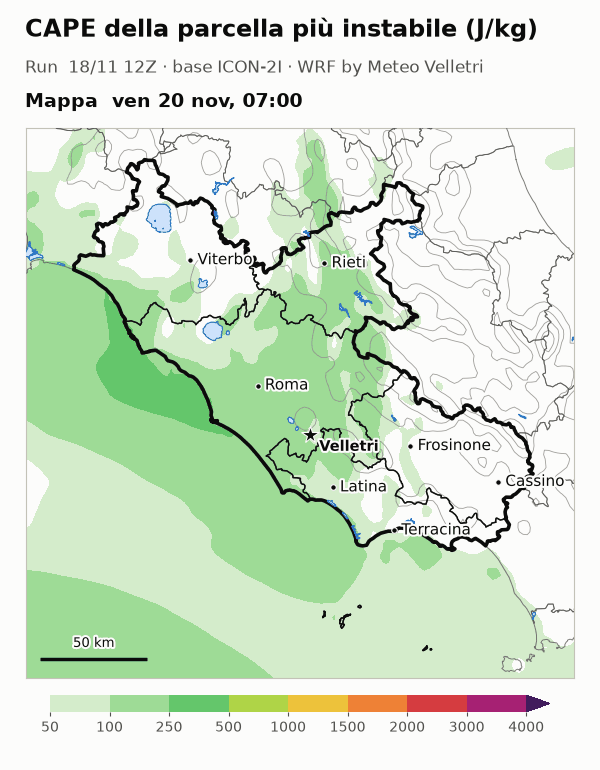 CAPE della parcella più instabile (J/kg)
Run  18/11 12Z · base ICON-2I · WRF by Meteo Velletri
Mappa  ven 20 nov, 07:00
Viterbo
Rieti
Roma
Velletri
Frosinone
Latina
Cassino
Terracina
50 km
50 100 250 500 1000 1500 2000 3000 4000